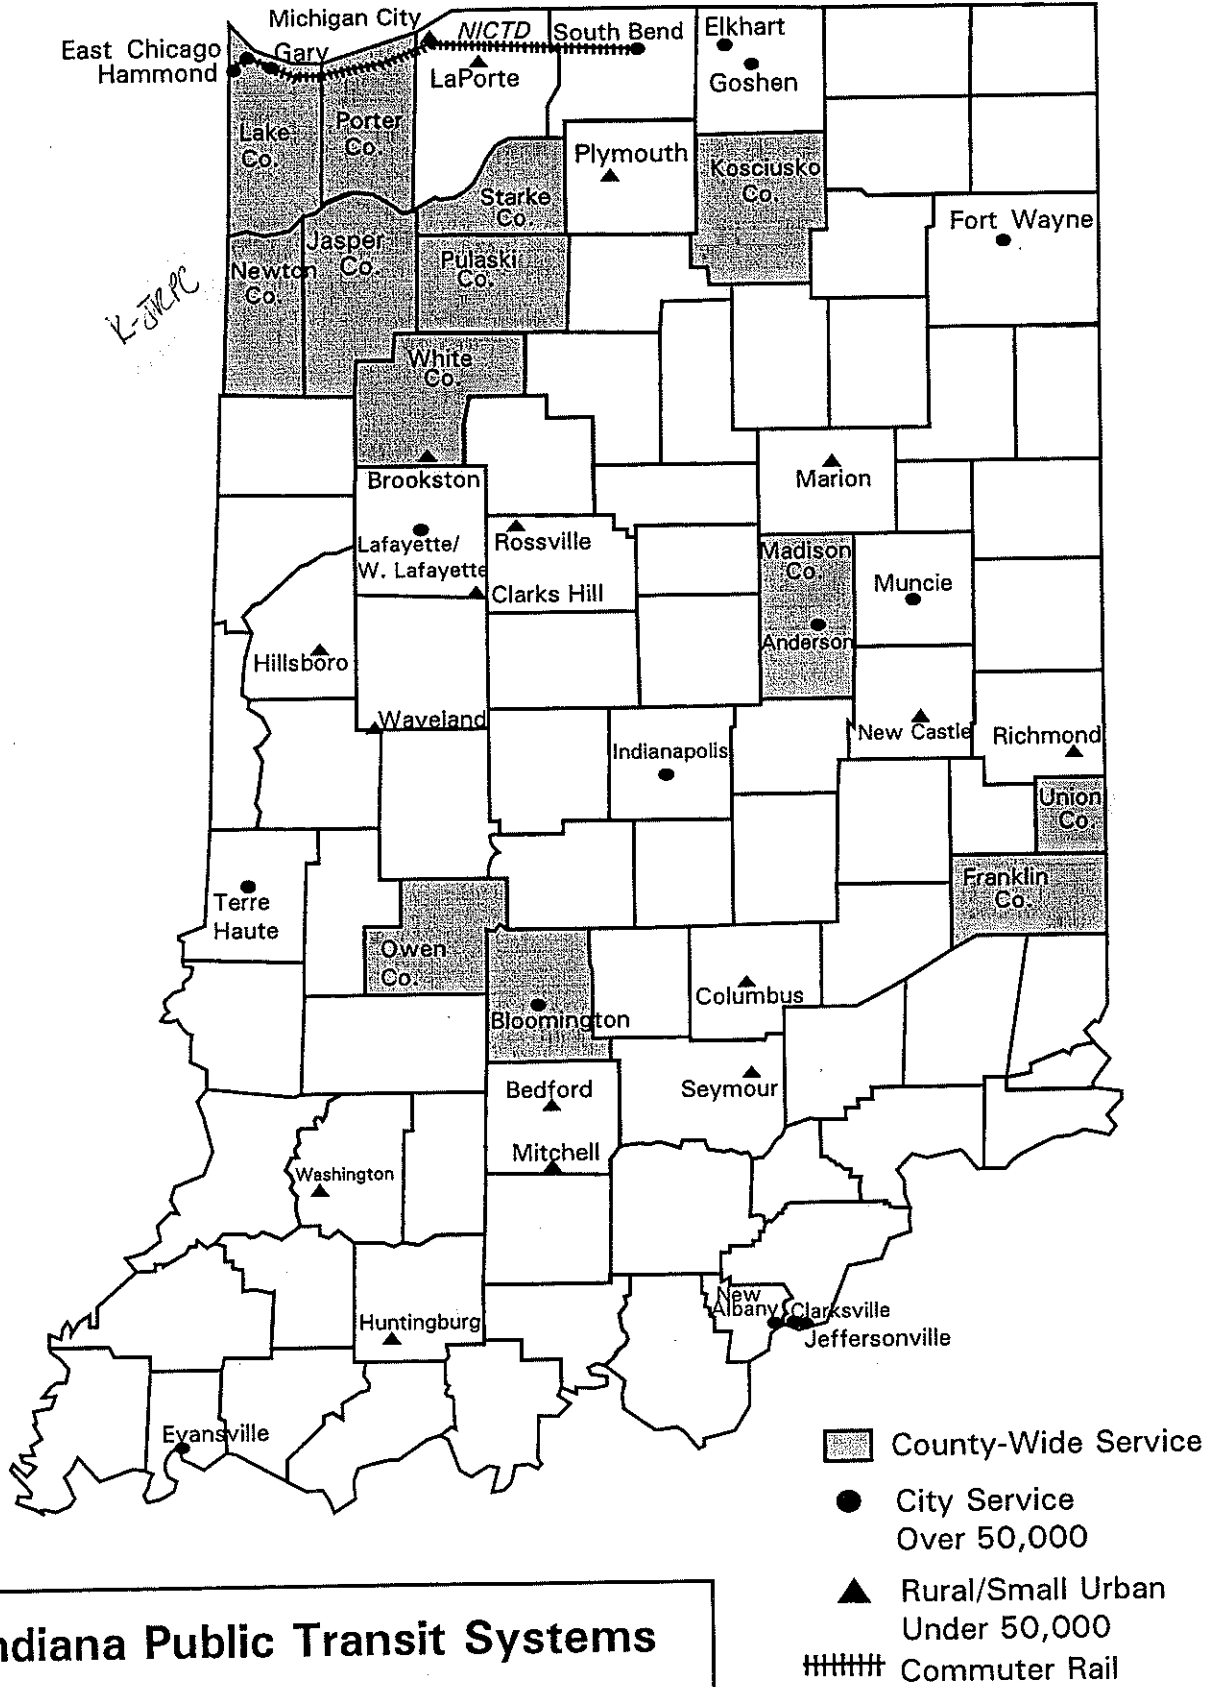 Michigan City
NICTD
South Bend
Elkhart
East Chicago
Gary
Hammond
LaPorte
Goshen
Lake
Co.
Porter
Co.
Plymouth
Kosciusko
Co.
Starke
Co.
Fort Wayne
Jasper
Co.
Newton
Co.
Pulaski
Co.
K-JRPC
White
Co.
Brookston
Marion
Lafayette/
W. Lafayette
Rossville
Clarks Hill
Madison
Co.
Muncie
Anderson
Hillsboro
Waveland
Indianapolis
New Castle
Richmond
Union
Co.
Terre
Haute
Franklin
Co.
Owen
Co.
Columbus
Bloomington
Bedford
Seymour
Mitchell
Washington
New
Albany
Clarksville
Jeffersonville
Huntingburg
Evansville
County-Wide Service
City Service
Over 50,000
Rural/Small Urban
Under 50,000
Commuter Rail
ndiana Public Transit Systems